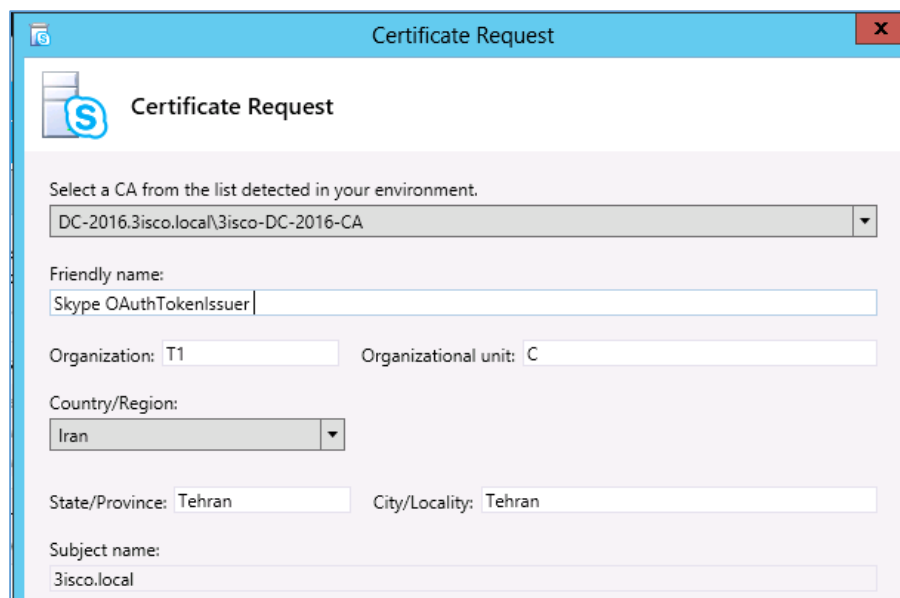 Certificate Request
X
S
Certificate Request
Select a CA from the list detected in your environment.
DC-2016.3isco.local\3isco-DC-2016-CA
Friendly name:
Skype OAuthTokenIssuer
Organization: T1 Organizational unit: C
Country/Region:
Iran
State/Province: Tehran City/Locality: Tehran
Subject name:
3isco.local